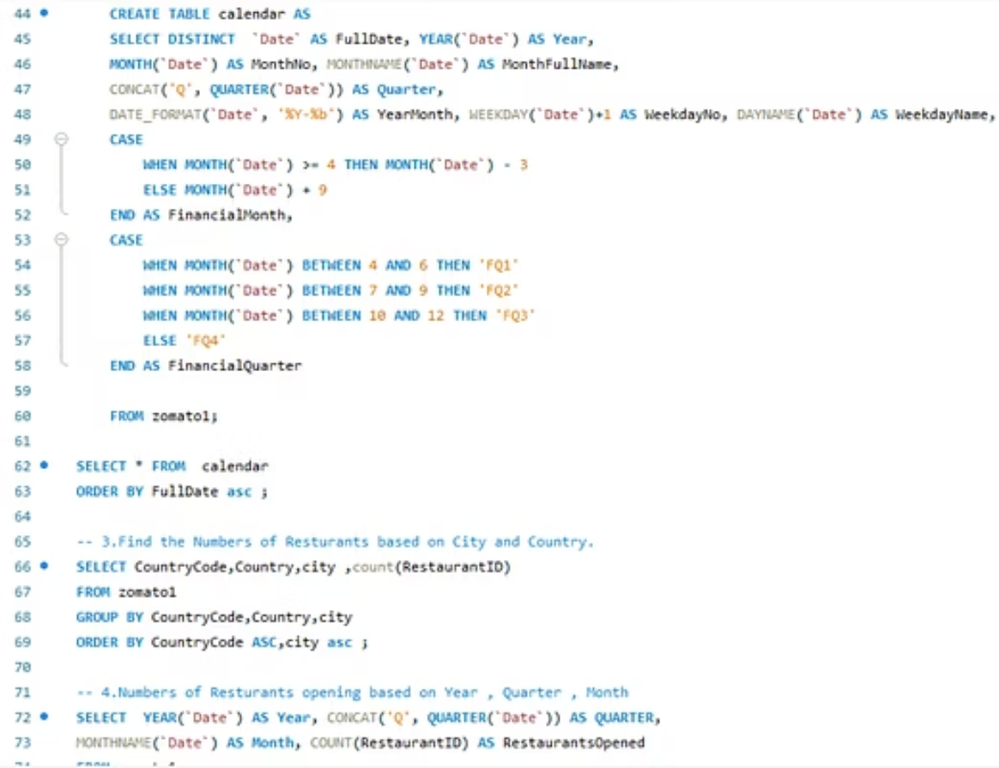 44 CREATE TABLE calendar AS
45 SELECT DISTINCT `Date` AS FullDate, YEAR(`Date`) AS Year,
46 MONTH(`Date`) AS MonthNo, MONTHNAME(`Date`) AS MonthFullName,
47 CONCAT('Q', QUARTER(`Date`)) AS Quarter,
48 DATE_FORMAT(`Date`, '%Y-%b') AS YearMonth, WEEKDAY(`Date`)+1 AS WeekdayNo, DAYNAME(`Date`) AS WeekdayName,
49 CASE
50 WHEN MONTH(`Date`) >= 4 THEN MONTH(`Date`) - 3
51 ELSE MONTH(`Date`) + 9
52 END AS FinancialMonth,
53 CASE
54 WHEN MONTH(`Date`) BETWEEN 4 AND 6 THEN 'FQ1'
55 WHEN MONTH(`Date`) BETWEEN 7 AND 9 THEN 'FQ2'
56 WHEN MONTH(`Date`) BETWEEN 10 AND 12 THEN 'FQ3'
57 ELSE 'FQ4'
58 END AS FinancialQuarter
59
60 FROM zomato1;
61
62 SELECT * FROM calendar
63 ORDER BY FullDate asc ;
64
65 -- 3.Find the Numbers of Resturants based on City and Country.
66 SELECT CountryCode,Country,city ,count(RestaurantID)
67 FROM zomato1
68 GROUP BY CountryCode,Country,city
69 ORDER BY CountryCode ASC,city asc ;
70
71 -- 4.Numbers of Resturants opening based on Year , Quarter , Month
72 SELECT YEAR(`Date`) AS Year, CONCAT('Q', QUARTER(`Date`)) AS QUARTER,
73 MONTHNAME(`Date`) AS Month, COUNT(RestaurantID) AS RestaurantsOpened